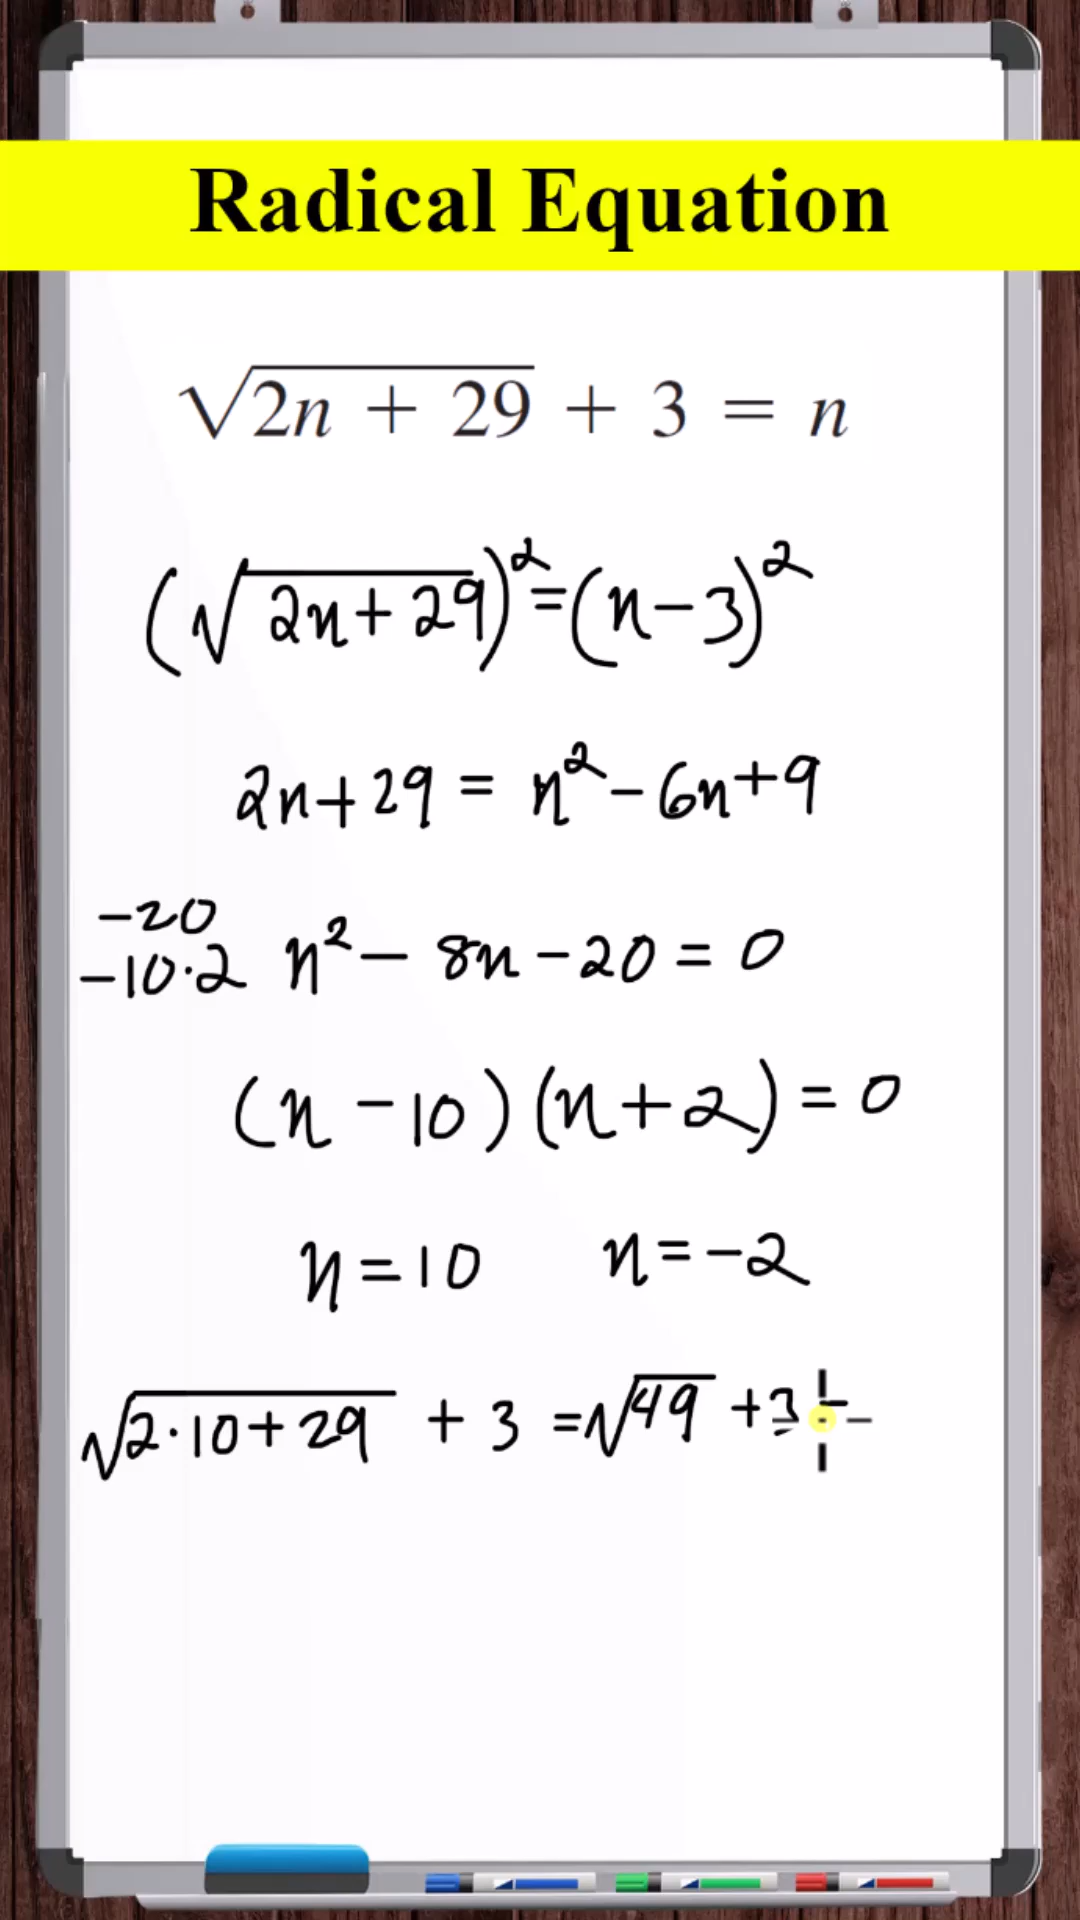 Radical Equation
√(2n + 29) + 3 = n
(√(2n+29))² = (n-3)²
2n+29 = n² - 6n + 9
-20
-10·2 n² - 8n - 20 = 0
(n - 10)(n+2) = 0
n = 10 n = -2
√(2·10+29) + 3 = √49 + 3 =